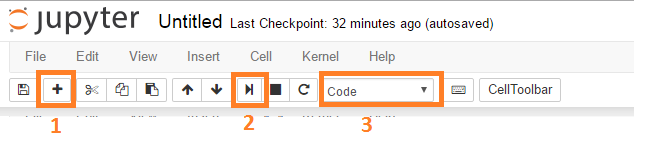 jupyter Untitled Last Checkpoint: 32 minutes ago (autosaved)
File Edit View Insert Cell Kernel Help
Code CellToolbar
1 2 3